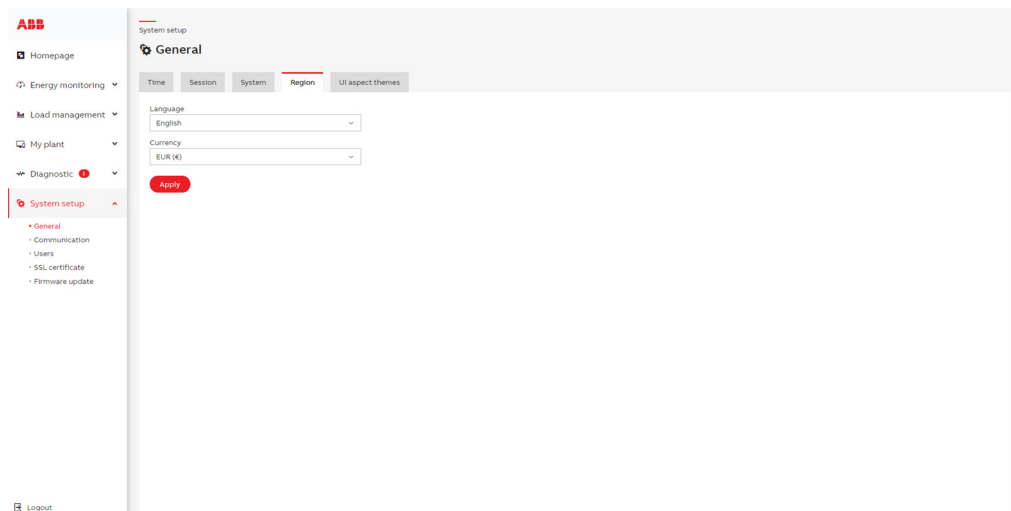 ABB
Homepage
Energy monitoring
Load management
My plant
Diagnostic
System setup
General
Communication
Users
SSL certificate
Firmware update
Logout
System setup
General
Time
Session
System
Region
UI aspect themes
Language
English
Currency
EUR (€)
Apply